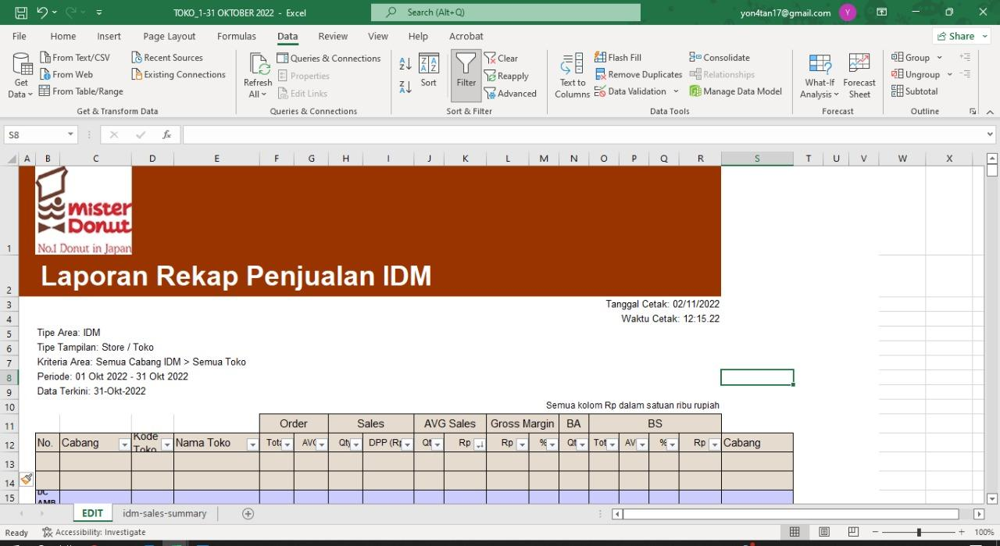 TOKO_1-31 OKTOBER 2022 - Excel
Search (Alt+Q)
yon4tan17@gmail.com
Y
File Home Insert Page Layout Formulas Data Review View Help Acrobat
Share
Get Data
From Text/CSV
From Web
From Table/Range
Recent Sources
Existing Connections
Get & Transform Data
Refresh All
Queries & Connections
Properties
Edit Links
Queries & Connections
Sort
Filter
Clear
Reapply
Advanced
Sort & Filter
Text to Columns
Flash Fill
Remove Duplicates
Data Validation
Consolidate
Relationships
Manage Data Model
Data Tools
What-If Analysis
Forecast Sheet
Forecast
Group
Ungroup
Subtotal
Outline
S8
fx
A B C D E F G H I J K L M N O P Q R S T U V W X
1
mister
Donut
No.1 Donut in Japan
2 Laporan Rekap Penjualan IDM
3 Tanggal Cetak: 02/11/2022
4 Waktu Cetak: 12:15.22
5 Tipe Area: IDM
6 Tipe Tampilan: Store / Toko
7 Kriteria Area: Semua Cabang IDM > Semua Toko
8 Periode: 01 Okt 2022 - 31 Okt 2022
9 Data Terkini: 31-Okt-2022
10 Semua kolom Rp dalam satuan ribu rupiah
11 Order Sales AVG Sales Gross Margin BA BS
12 No. Cabang Kode Toko Nama Toko Tota AVG Qty DPP (Rp Qt Rp Rp % Qt Tot AV % Rp Cabang
13
14
15 DC AMB
EDIT idm-sales-summary
Ready Accessibility: Investigate 100%